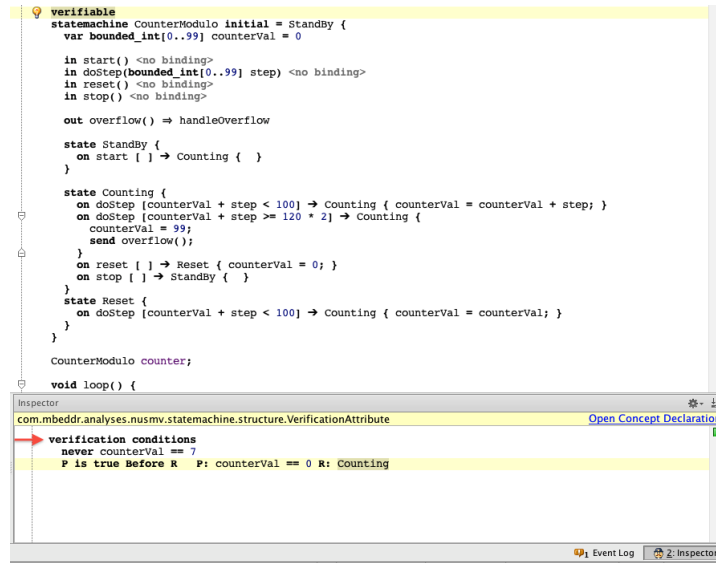 verifiable
statemachine CounterModulo initial = StandBy {
var bounded_int[0..99] counterVal = 0
in start() <no binding>
in doStep(bounded_int[0..99] step) <no binding>
in reset() <no binding>
in stop() <no binding>
out overflow() ⇒ handleOverflow
state StandBy {
on start [ ] → Counting { }
}
state Counting {
on doStep [counterVal + step < 100] → Counting { counterVal = counterVal + step; }
on doStep [counterVal + step >= 120 * 2] → Counting {
counterVal = 99;
send overflow();
}
on reset [ ] → Reset { counterVal = 0; }
on stop [ ] → StandBy { }
}
state Reset {
on doStep [counterVal + step < 100] → Counting { counterVal = counterVal; }
}
}
CounterModulo counter;
void loop() {
Inspector
com.mbeddr.analyses.nusmv.statemachine.structure.VerificationAttribute Open Concept Declaratio
verification conditions
never counterVal == 7
P is true Before R P: counterVal == 0 R: Counting
1 Event Log 2: Inspector